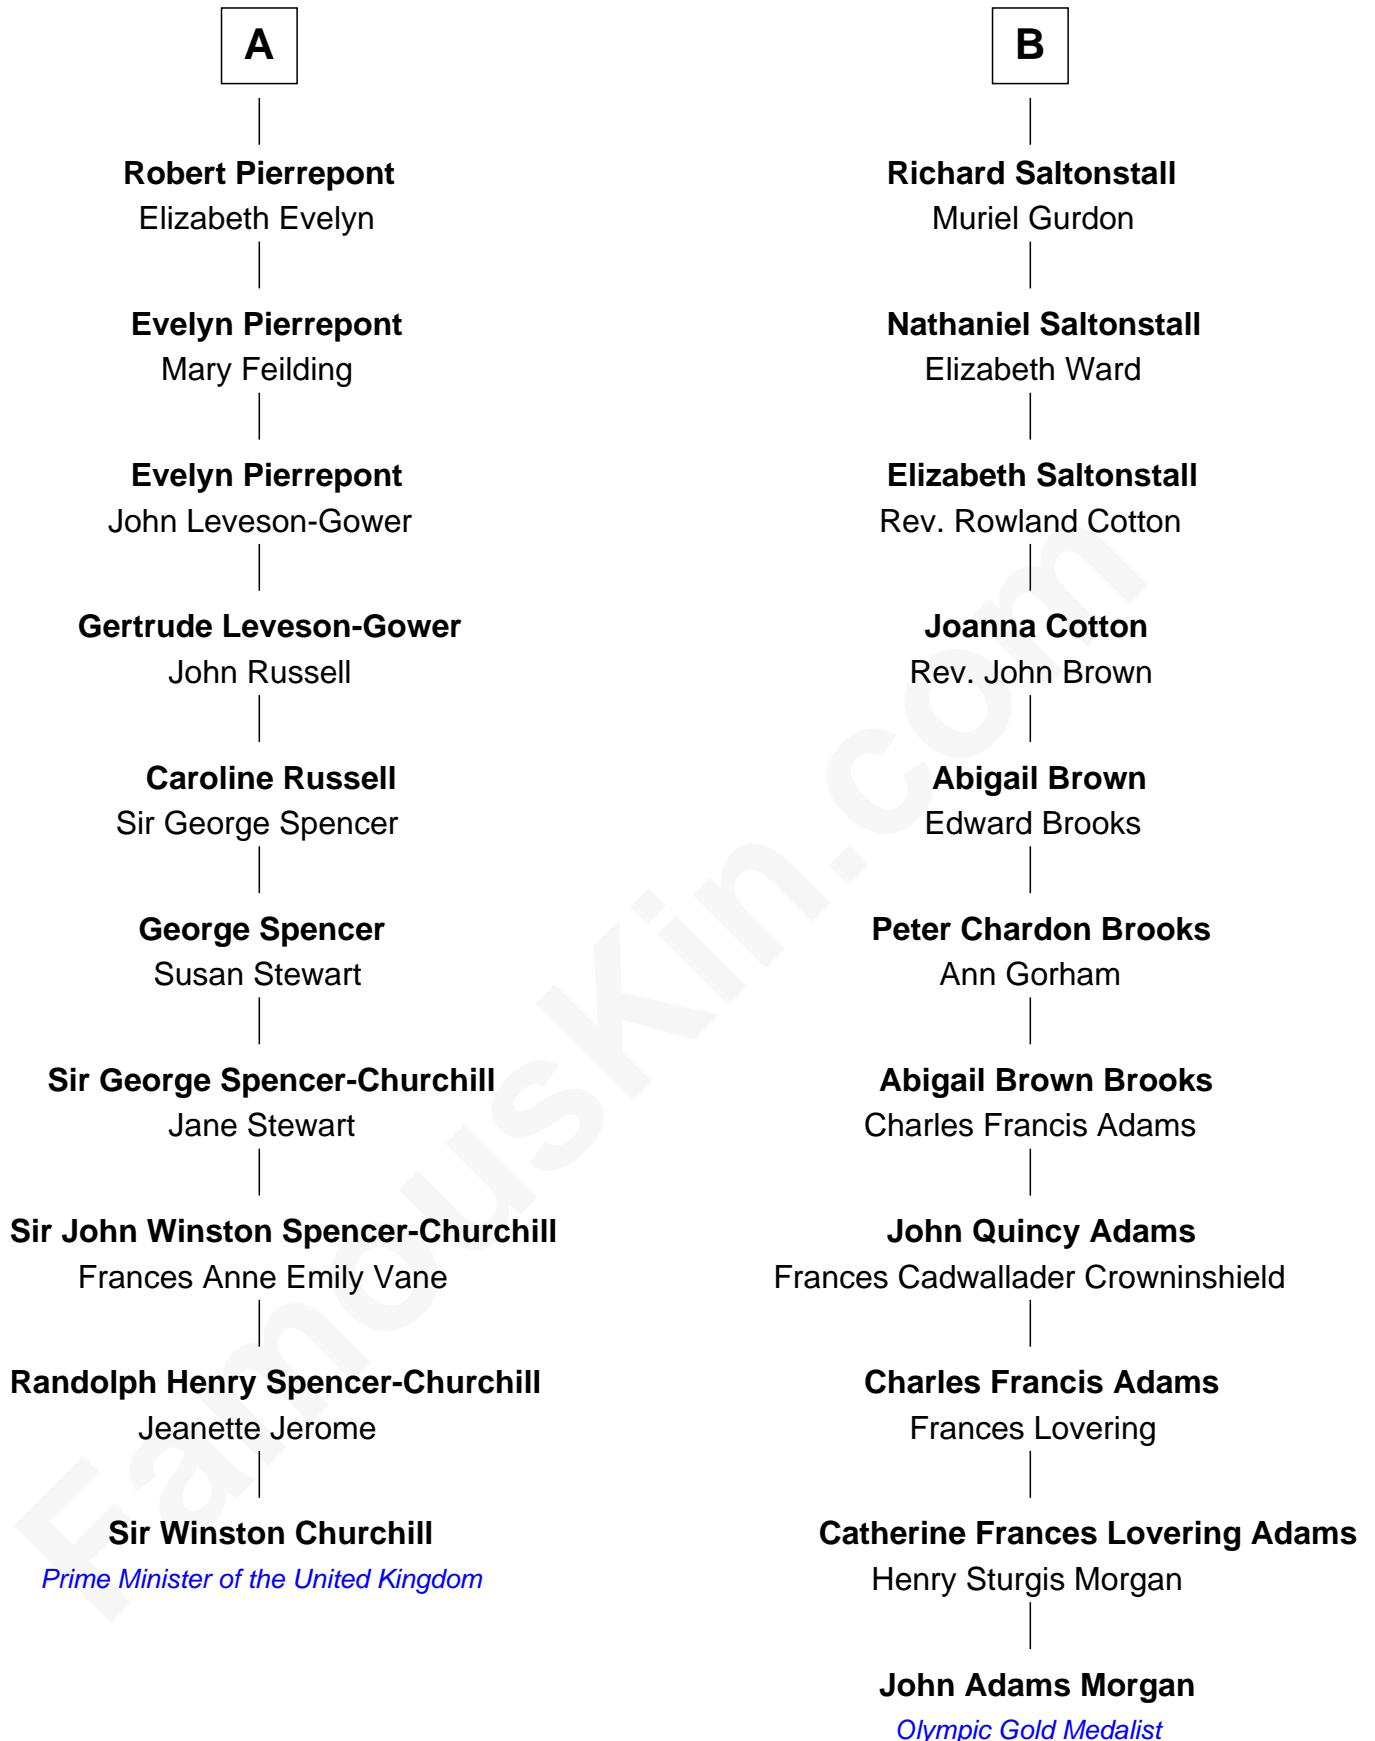 A
Robert Pierrepont
Elizabeth Evelyn
Evelyn Pierrepont
Mary Feilding
Evelyn Pierrepont
John Leveson-Gower
Gertrude Leveson-Gower
John Russell
Caroline Russell
Sir George Spencer
George Spencer
Susan Stewart
Sir George Spencer-Churchill
Jane Stewart
Sir John Winston Spencer-Churchill
Frances Anne Emily Vane
Randolph Henry Spencer-Churchill
Jeanette Jerome
Sir Winston Churchill
Prime Minister of the United Kingdom
B
Richard Saltonstall
Muriel Gurdon
Nathaniel Saltonstall
Elizabeth Ward
Elizabeth Saltonstall
Rev. Rowland Cotton
Joanna Cotton
Rev. John Brown
Abigail Brown
Edward Brooks
Peter Chardon Brooks
Ann Gorham
Abigail Brown Brooks
Charles Francis Adams
John Quincy Adams
Frances Cadwallader Crowninshield
Charles Francis Adams
Frances Lovering
Catherine Frances Lovering Adams
Henry Sturgis Morgan
John Adams Morgan
Olympic Gold Medalist
FamousKin.com